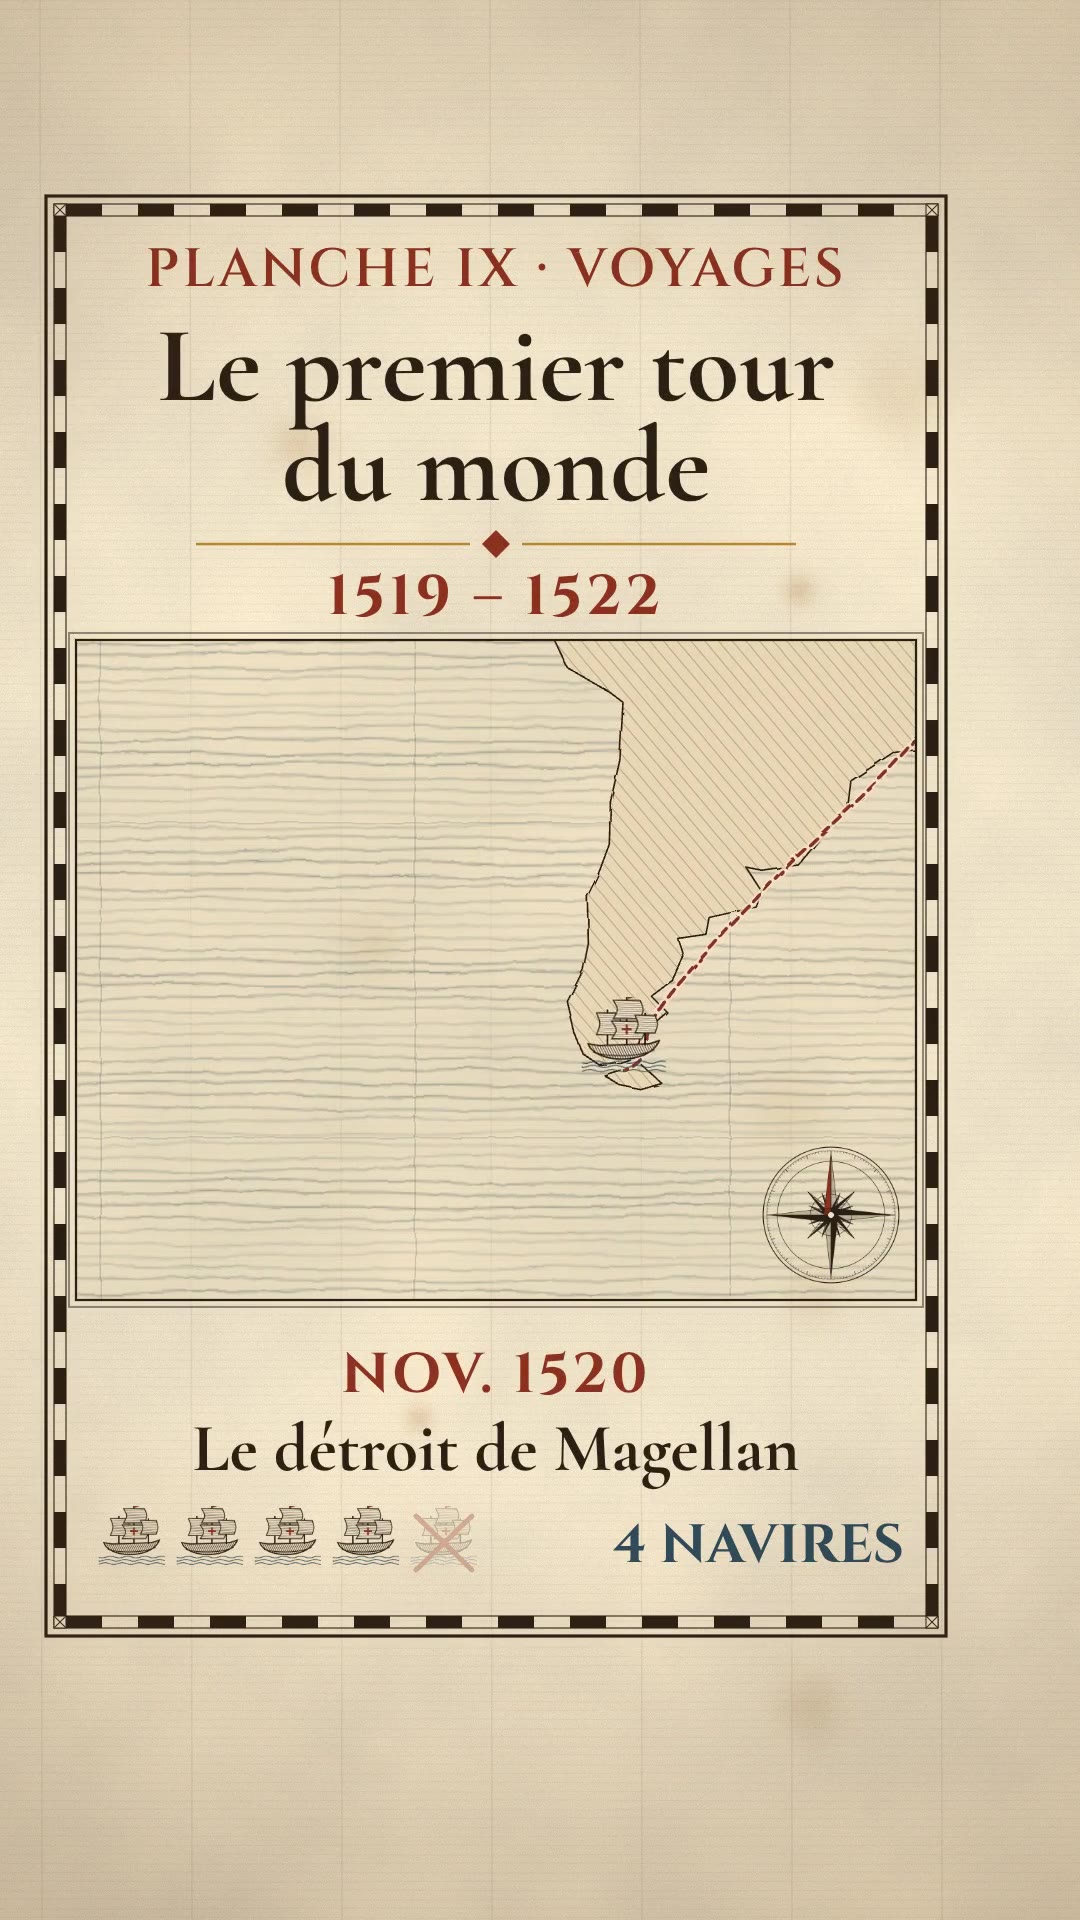 PLANCHE IX · VOYAGES
Le premier tour
du monde
1519 – 1522
NOV. 1520
Le détroit de Magellan
4 NAVIRES